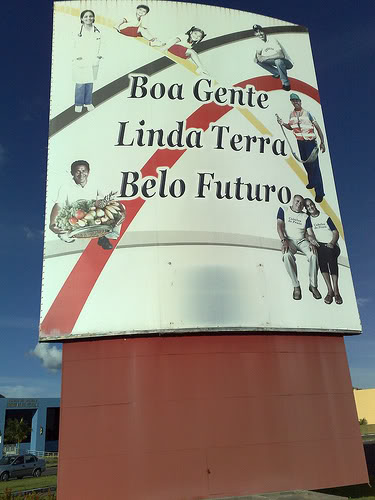 Boa Gente
Linda Terra
Belo Futuro